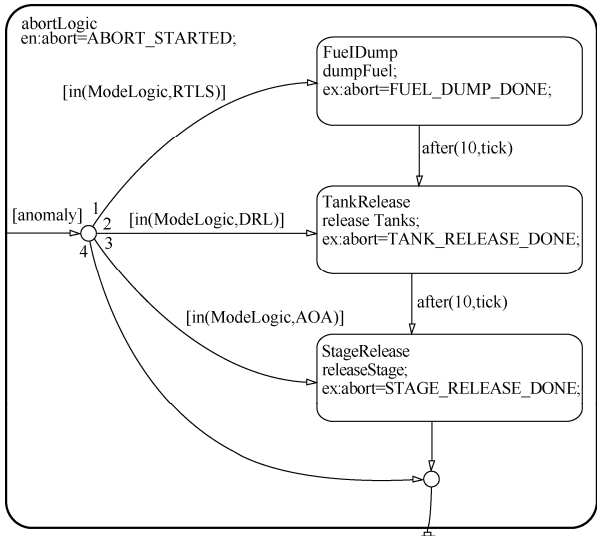 abortLogic
en:abort=ABORT_STARTED;
FuelDump
dumpFuel;
ex:abort=FUEL_DUMP_DONE;
[in(ModeLogic,RTLS)]
after(10,tick)
[anomaly]
1
2
3
4
[in(ModeLogic,DRL)]
TankRelease
release Tanks;
ex:abort=TANK_RELEASE_DONE;
after(10,tick)
[in(ModeLogic,AOA)]
StageRelease
releaseStage;
ex:abort=STAGE_RELEASE_DONE;